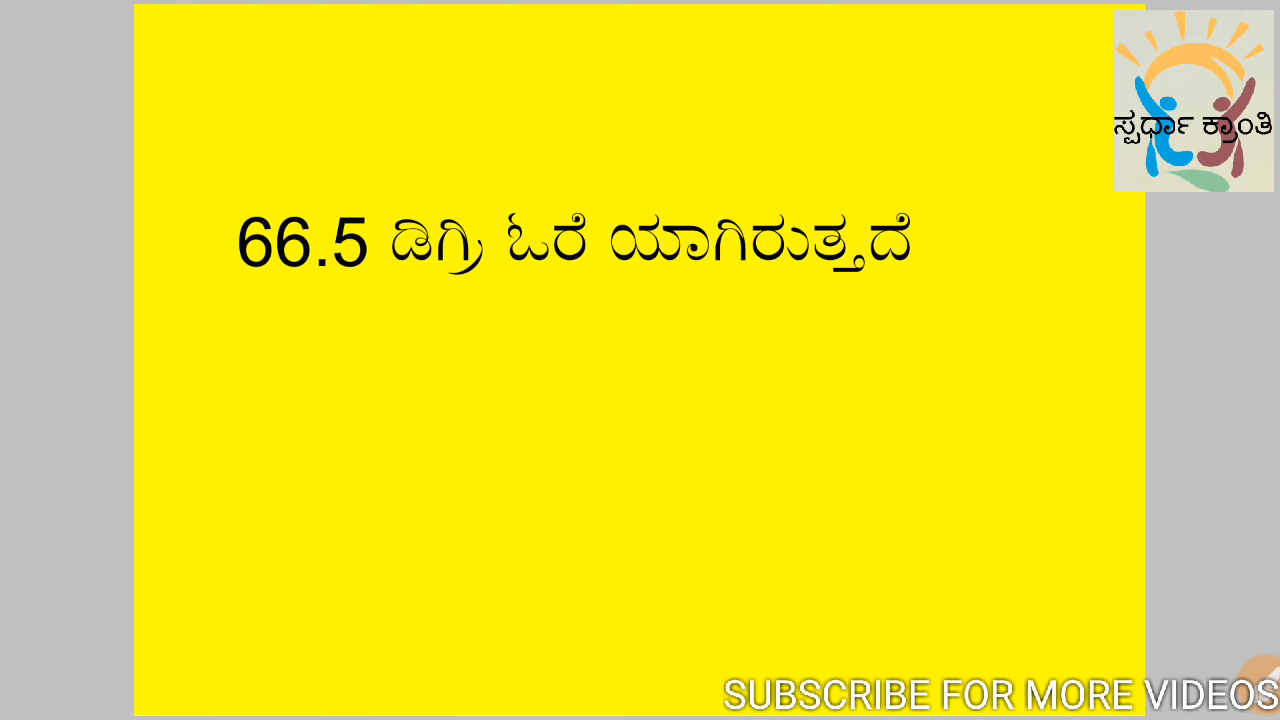 ಸ್ಪರ್ಧಾ ಕ್ರಾಂತಿ
66.5 ಡಿಗ್ರಿ ಓರೆ ಯಾಗಿರುತ್ತದೆ
SUBSCRIBE FOR MORE VIDEOS